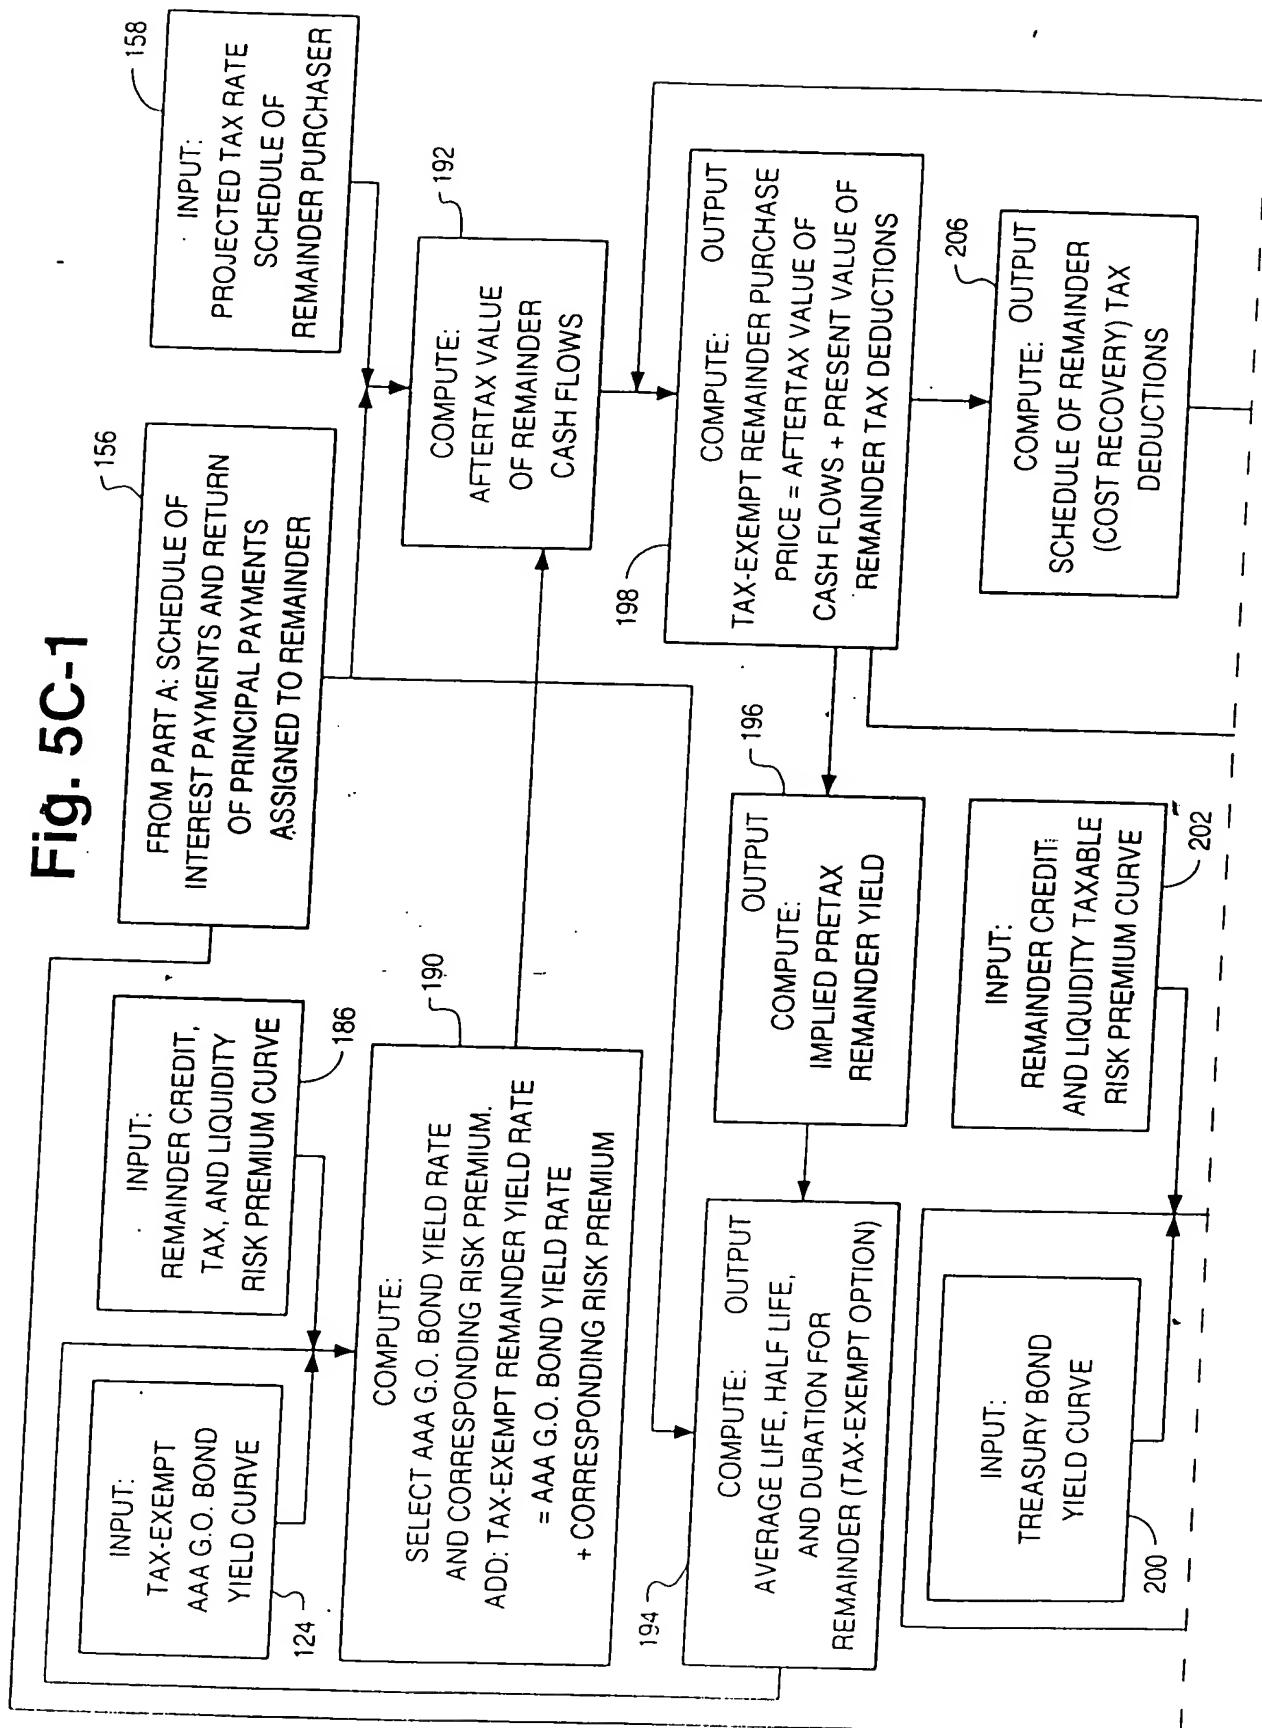 Fig. 5C-1
INPUT:
TAX-EXEMPT
AAA G.O. BOND
YIELD CURVE
124
INPUT:
REMAINDER CREDIT,
TAX, AND LIQUIDITY
RISK PREMIUM CURVE
186
FROM PART A: SCHEDULE OF
INTEREST PAYMENTS AND RETURN
OF PRINCIPAL PAYMENTS
ASSIGNED TO REMAINDER
156
INPUT:
PROJECTED TAX RATE
SCHEDULE OF
REMAINDER PURCHASER
158
COMPUTE:
SELECT AAA G.O. BOND YIELD RATE
AND CORRESPONDING RISK PREMIUM.
ADD: TAX-EXEMPT REMAINDER YIELD RATE
= AAA G.O. BOND YIELD RATE
+ CORRESPONDING RISK PREMIUM
190
COMPUTE:
AFTERTAX VALUE
OF REMAINDER
CASH FLOWS
192
194
COMPUTE: OUTPUT
AVERAGE LIFE, HALF LIFE,
AND DURATION FOR
REMAINDER (TAX-EXEMPT OPTION)
OUTPUT
COMPUTE:
IMPLIED PRETAX
REMAINDER YIELD
196
198
COMPUTE: OUTPUT
TAX-EXEMPT REMAINDER PURCHASE
PRICE = AFTERTAX VALUE OF
CASH FLOWS + PRESENT VALUE OF
REMAINDER TAX DEDUCTIONS
INPUT:
TREASURY BOND
YIELD CURVE
200
INPUT:
REMAINDER CREDIT
AND LIQUIDITY TAXABLE
RISK PREMIUM CURVE
202
COMPUTE: OUTPUT
SCHEDULE OF REMAINDER
(COST RECOVERY) TAX
DEDUCTIONS
206